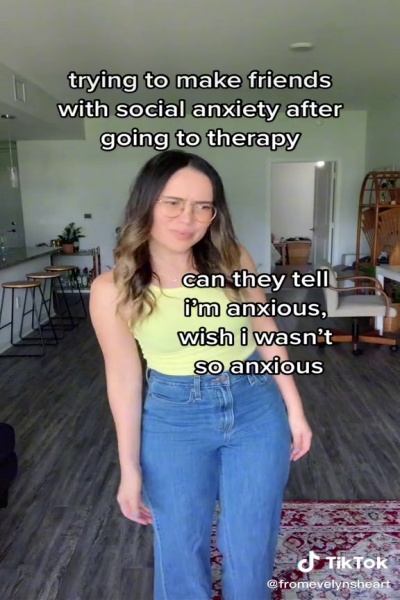 trying to make friends
with social anxiety after
going to therapy
can they tell
i'm anxious,
wish i wasn't
so anxious
TikTok
@fromevelynsheart